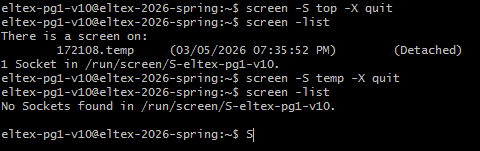 eltex-pg1-v10@eltex-2026-spring:~$ screen -S top -X quit
eltex-pg1-v10@eltex-2026-spring:~$ screen -list
There is a screen on:
        172108.temp     (03/05/2026 07:35:52 PM)        (Detached)
1 Socket in /run/screen/S-eltex-pg1-v10.
eltex-pg1-v10@eltex-2026-spring:~$ screen -S temp -X quit
eltex-pg1-v10@eltex-2026-spring:~$ screen -list
No Sockets found in /run/screen/S-eltex-pg1-v10.

eltex-pg1-v10@eltex-2026-spring:~$ S